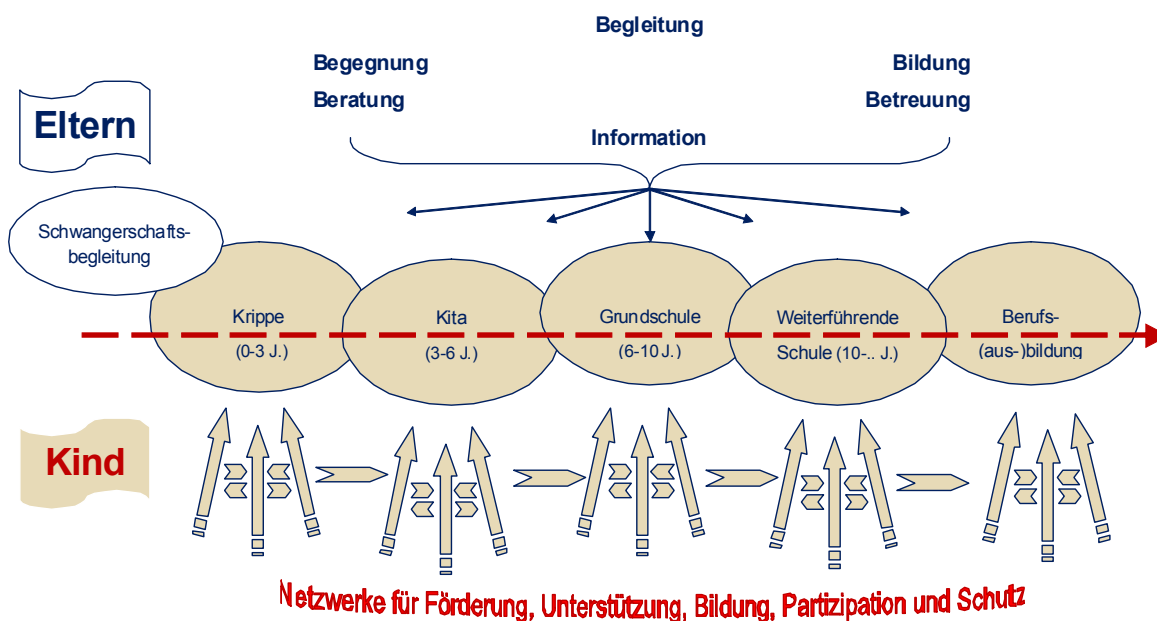 Begleitung
Begegnung
Bildung
Beratung
Betreuung
Eltern
Information
Schwangerschafts-
begleitung
Krippe
(0-3 J.)
Kita
(3-6 J.)
Grundschule
(6-10 J.)
Weiterführende
Schule (10-.. J.)
Berufs-
(aus-)bildung
Kind
Netzwerke für Förderung, Unterstützung, Bildung, Partizipation und Schutz